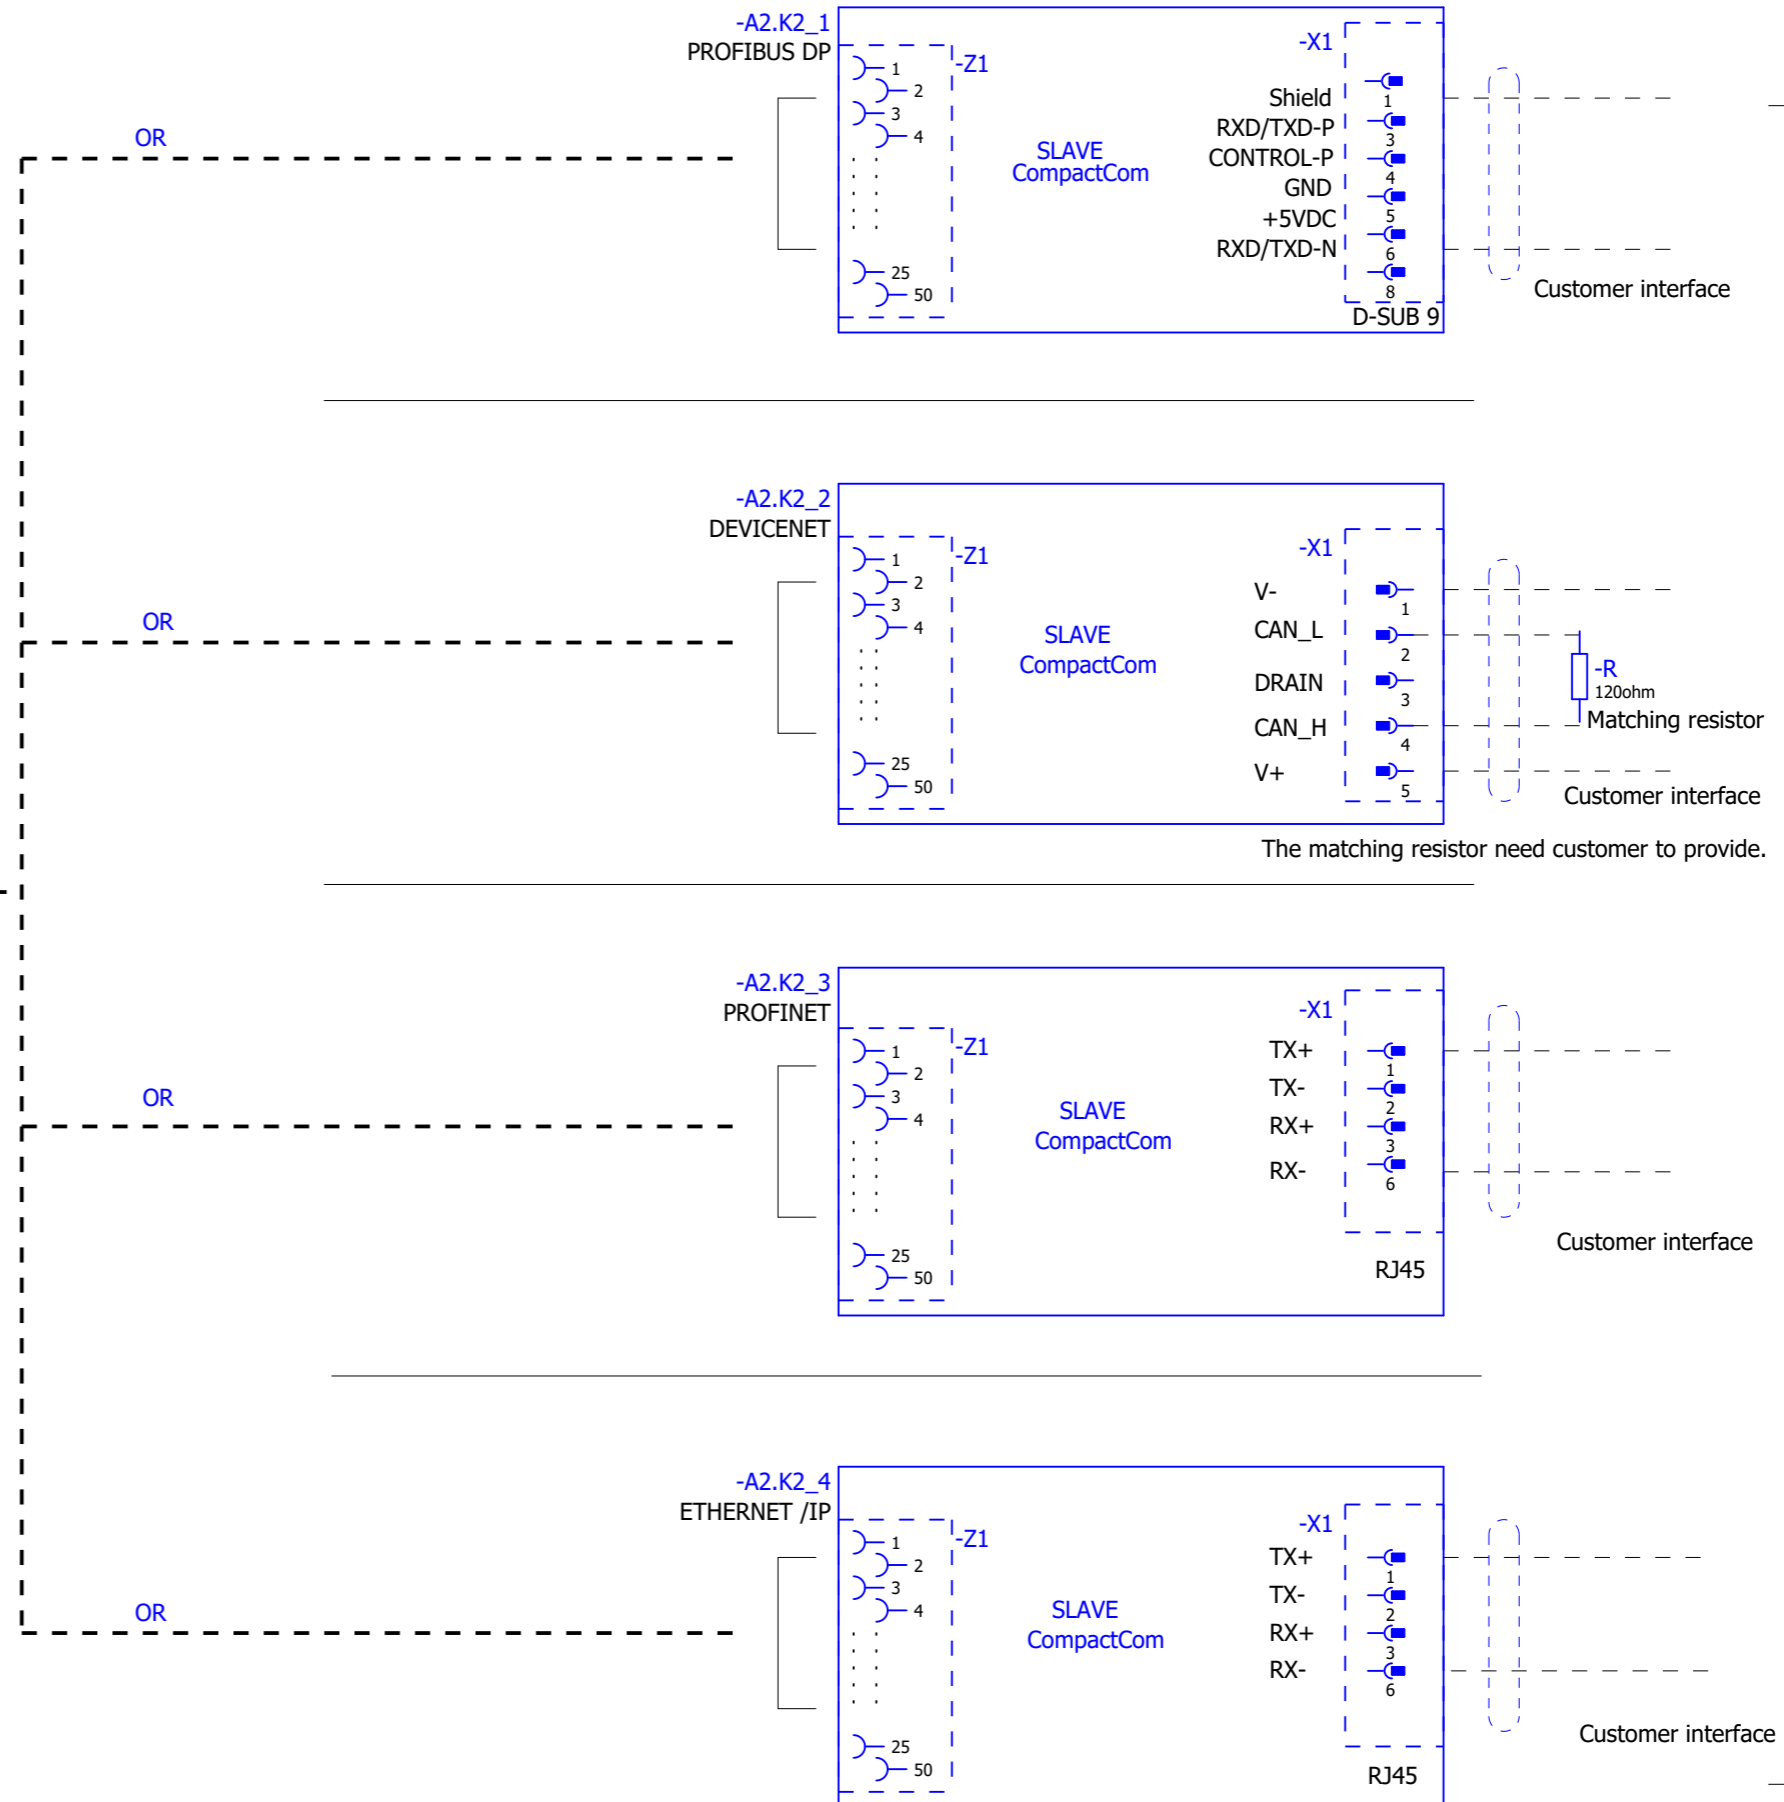 -A2.K2_1
PROFIBUS DP
-Z1
1
2
3
4
25
50
SLAVE
CompactCom
-X1
Shield
RXD/TXD-P
CONTROL-P
GND
+5VDC
RXD/TXD-N
1
3
4
5
6
8
D-SUB 9
Customer interface
OR
-A2.K2_2
DEVICENET
-Z1
1
2
3
4
25
50
SLAVE
CompactCom
-X1
V-
CAN_L
DRAIN
CAN_H
V+
1
2
3
4
5
-R
120ohm
Matching resistor
Customer interface
The matching resistor need customer to provide.
OR
-A2.K2_3
PROFINET
-Z1
1
2
3
4
25
50
SLAVE
CompactCom
-X1
TX+
TX-
RX+
RX-
1
2
3
6
RJ45
Customer interface
OR
-A2.K2_4
ETHERNET /IP
-Z1
1
2
3
4
25
50
SLAVE
CompactCom
-X1
TX+
TX-
RX+
RX-
1
2
3
6
RJ45
Customer interface
OR